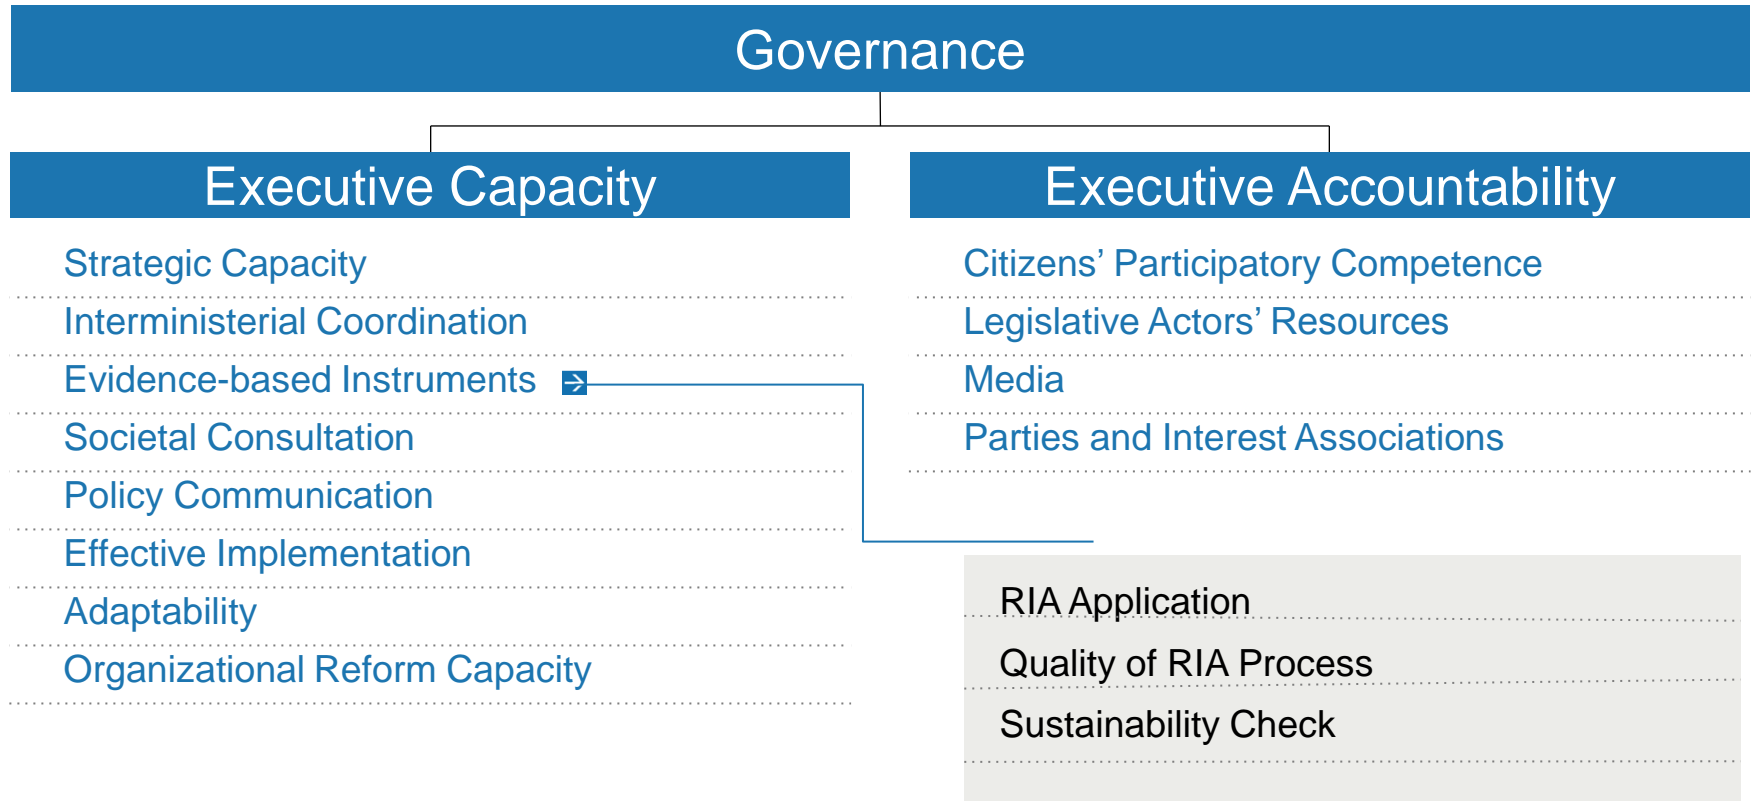 Governance
Executive Capacity
Strategic Capacity
Interministerial Coordination
Evidence-based Instruments
Societal Consultation
Policy Communication
Effective Implementation
Adaptability
Organizational Reform Capacity
Executive Accountability
Citizens’ Participatory Competence
Legislative Actors’ Resources
Media
Parties and Interest Associations
RIA Application
Quality of RIA Process
Sustainability Check